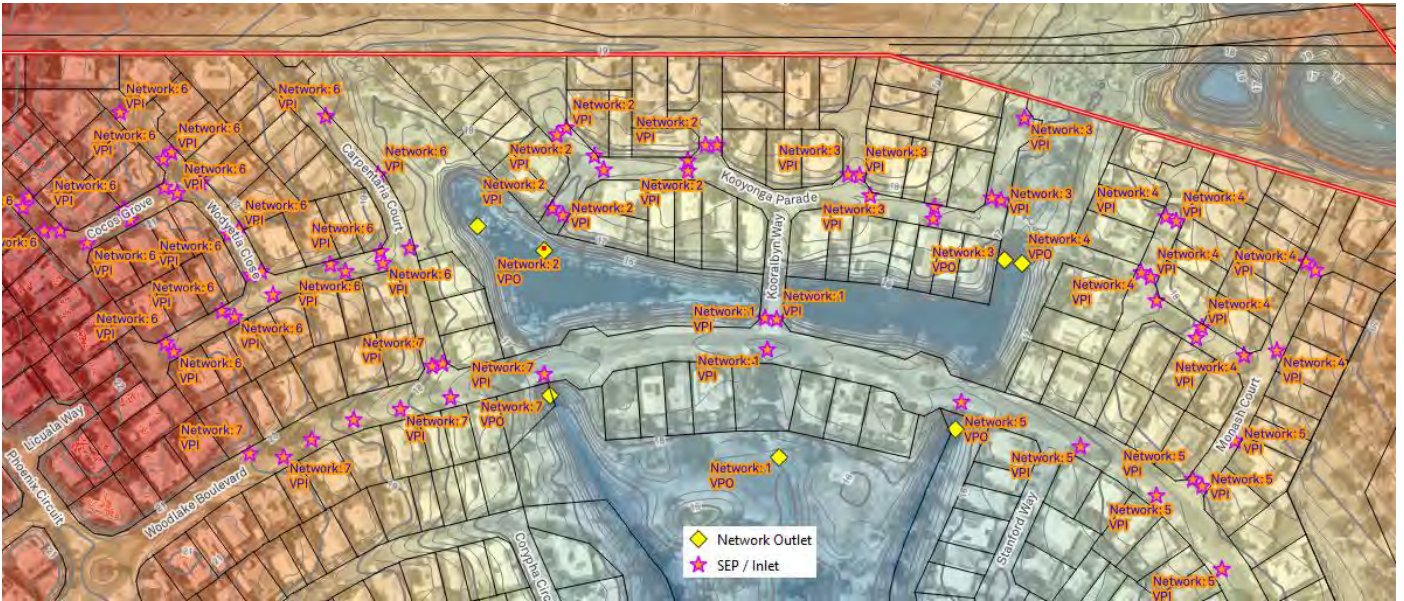 Network: 6
VPI
Network: 6
VPI
Network: 2
VPI
Network: 2
VPI
Network: 3
VPI
Network: 6
VPI
Network: 6
VPI
Network: 6
VPI
Network: 2
VPI
Network: 3
VPI
Network: 3
VPI
Network: 6
VPI
Carpentaria Court
Network: 2
VPI
Network: 2
VPI
Kooyonga Parade
Network: 3
VPI
Network: 3
VPI
Network: 4
VPI
Network: 4
VPI
Network: 6
Cocos Grove
Wodyetia Close
Network: 6
VPI
Network: 6
VPI
Network: 2
VPI
Network: 2
VPO
Kooralbyn Way
Network: 3
VPO
Network: 4
VPO
Network: 4
VPI
Network: 4
VPI
Network: 4
VPI
Network: 6
VPI
Network: 6
VPI
Network: 6
VPI
Network: 6
VPI
Network: 6
VPI
Network: 6
VPI
Network: 1
VPI
Network: 1
VPI
Network: 1
VPI
Network: 4
VPI
Network: 4
VPI
Network: 4
VPI
Network: 7
VPI
Network: 7
VPI
Network: 7
VPO
Network: 7
VPI
Network: 7
VPI
Network: 7
VPI
Licuala Way
Phoenix Circuit
Woodlake Boulevard
Monash Court
Network: 5
VPO
Network: 5
VPI
Network: 5
VPI
Network: 5
VPI
Network: 5
VPI
Network: 5
VPI
Network: 5
VPI
Network: 1
VPO
Stanford Way
Corypha Circ
Network Outlet
SEP / Inlet